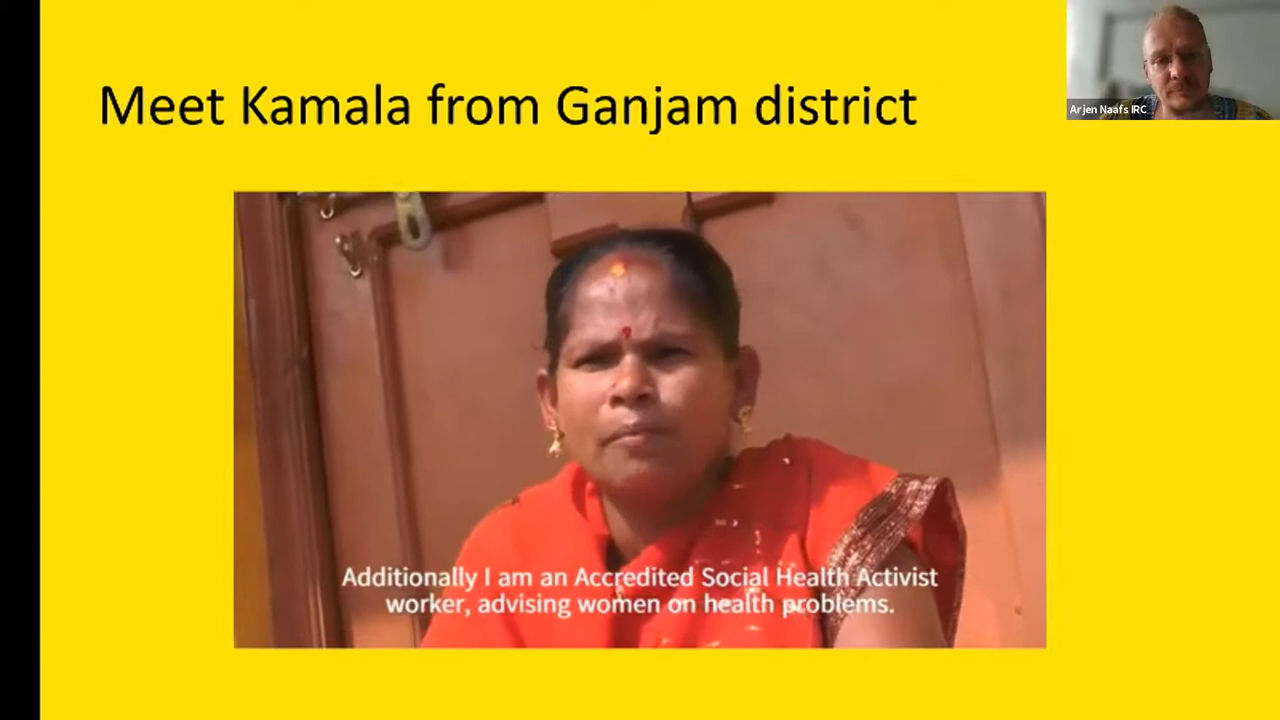 Meet Kamala from Ganjam district
Arjen Naafs IRC
Additionally I am an Accredited Social Health Activist
worker, advising women on health problems.